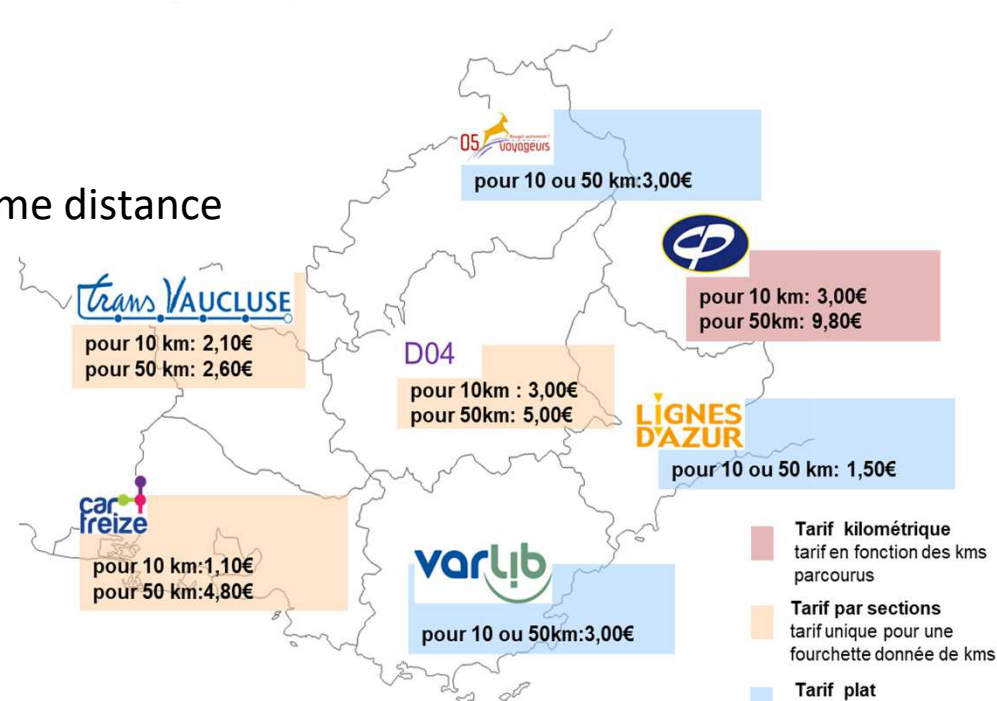 05 Bougez autrement !
voyageurs
pour 10 ou 50 km:3,00€
me distance
CP
pour 10 km: 3,00€
pour 50km: 9,80€
trans VAUCLUSE
pour 10 km: 2,10€
pour 50 km: 2,60€
D04
pour 10km : 3,00€
pour 50km: 5,00€
LiGNES
D'AZUR
pour 10 ou 50 km: 1,50€
car
treize
pour 10 km:1,10€
pour 50 km:4,80€
varlib
pour 10 ou 50km:3,00€
Tarif kilométrique
tarif en fonction des kms
parcourus
Tarif par sections
tarif unique pour une
fourchette donnée de kms
Tarif plat